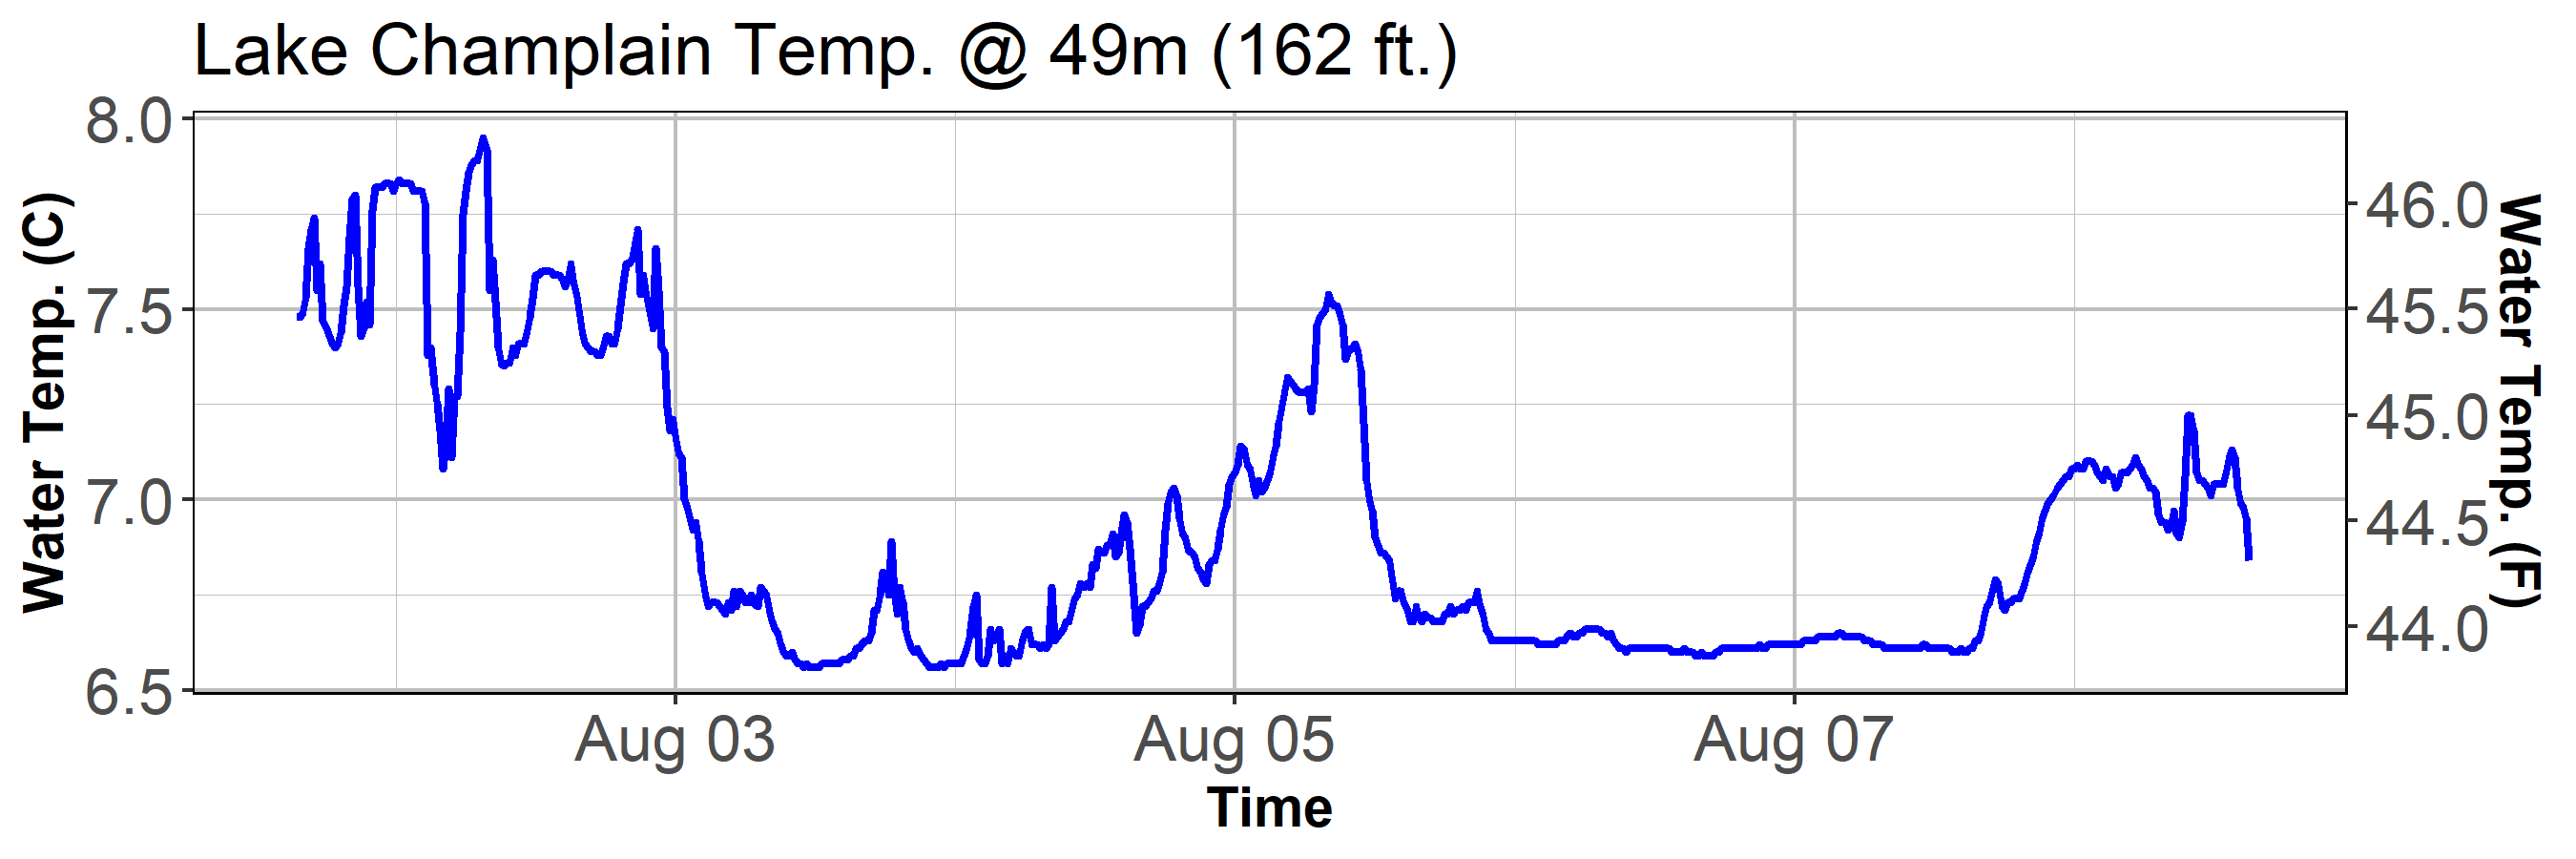 Lake Champlain Temp. @ 49m (162 ft.)
Water Temp. (C)
8.0
7.5
7.0
6.5
46.0
45.5
45.0
44.5
44.0
Water Temp. (F)
Aug 03 Aug 05 Aug 07
Time